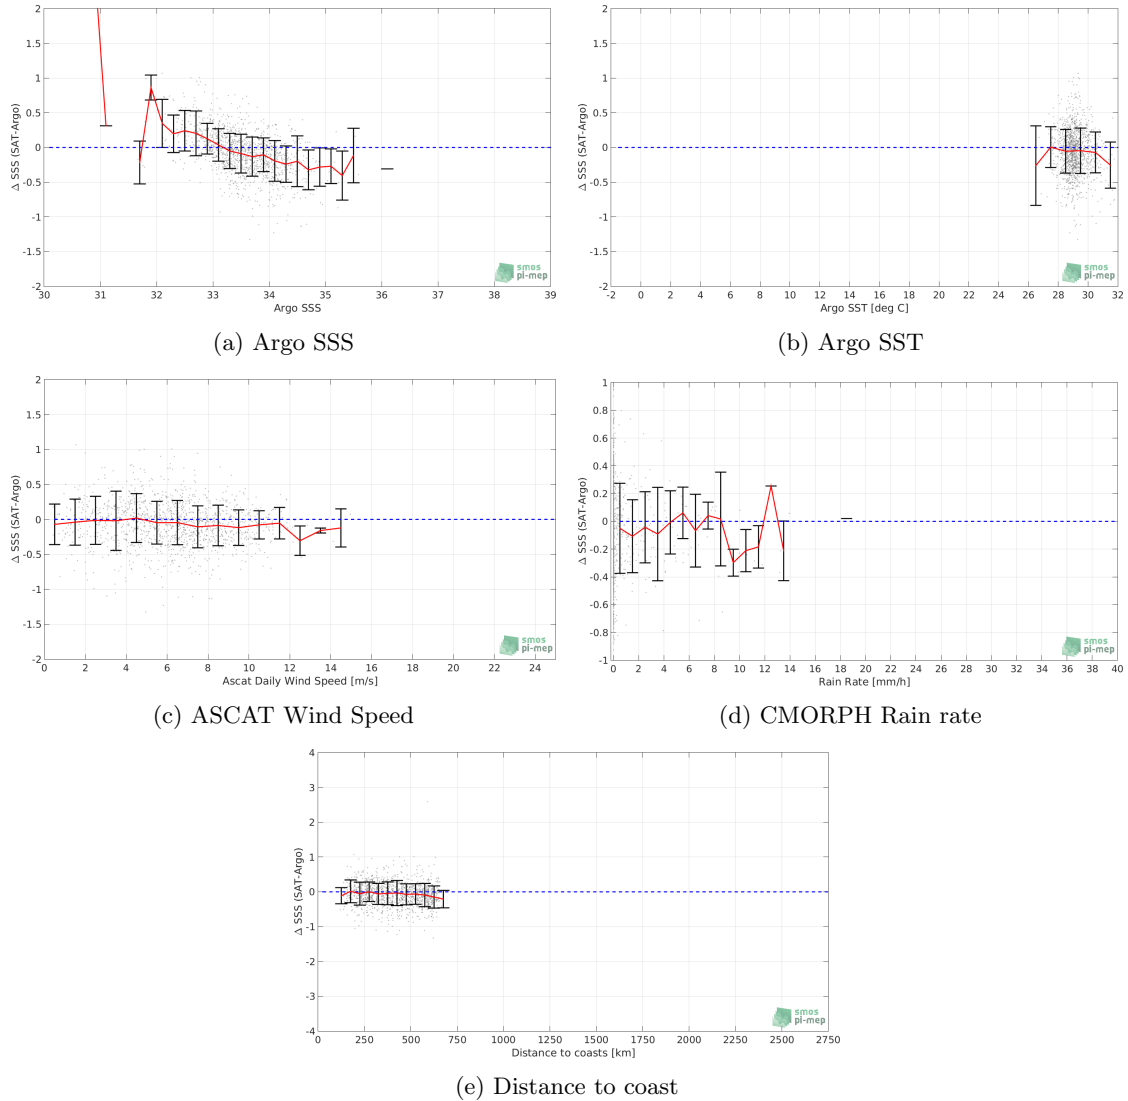 2
1.5
1
0.5
0
-0.5
-1
-1.5
-2
Δ SSS (SAT-Argo)
30 31 32 33 34 35 36 37 38 39
Argo SSS
smos
pi-mep
(a) Argo SSS
2
1.5
1
0.5
0
-0.5
-1
-1.5
-2
Δ SSS (SAT-Argo)
-2 0 2 4 6 8 10 12 14 16 18 20 22 24 26 28 30 32
Argo SST [deg C]
smos
pi-mep
(b) Argo SST
2
1.5
1
0.5
0
-0.5
-1
-1.5
-2
Δ SSS (SAT-Argo)
0 2 4 6 8 10 12 14 16 18 20 22 24
Ascat Daily Wind Speed [m/s]
smos
pi-mep
(c) ASCAT Wind Speed
1
0.8
0.6
0.4
0.2
0
-0.2
-0.4
-0.6
-0.8
-1
Δ SSS (SAT-Argo)
0 2 4 6 8 10 12 14 16 18 20 22 24 26 28 30 32 34 36 38 40
Rain Rate [mm/h]
smos
pi-mep
(d) CMORPH Rain rate
4
3
2
1
0
-1
-2
-3
-4
Δ SSS (SAT-Argo)
0 250 500 750 1000 1250 1500 1750 2000 2250 2500 2750
Distance to coasts [km]
smos
pi-mep
(e) Distance to coast